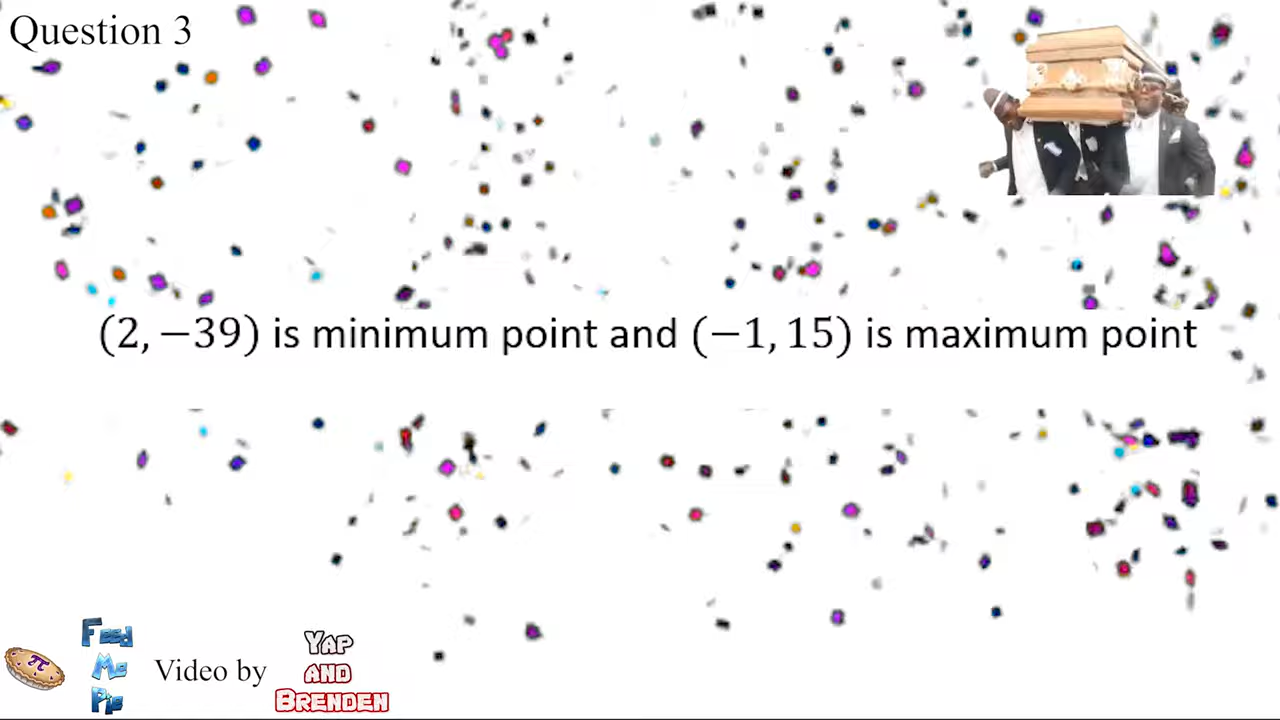 Question 3
(2, −39) is minimum point and (−1, 15) is maximum point
π
Feed
Me
Pie
Video by
Yap
and
Brenden